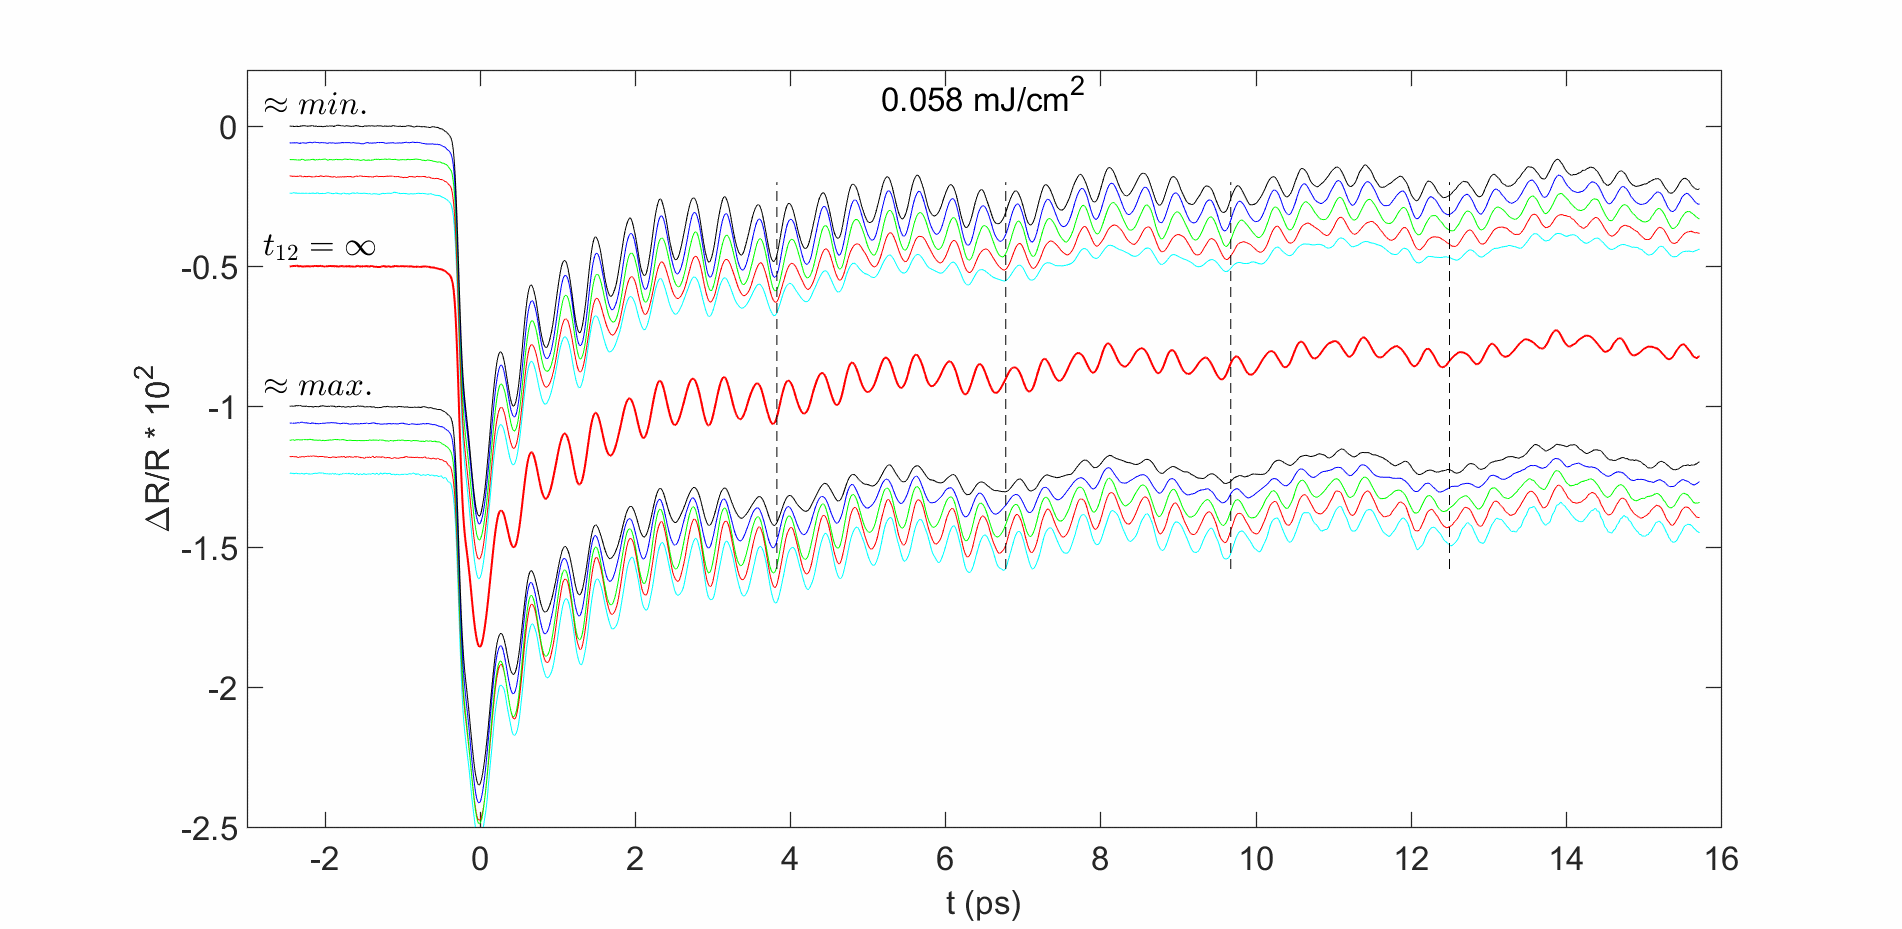 0.058 mJ/cm²
≈ min.
t₁₂ = ∞
≈ max.
0
-0.5
-1
-1.5
-2
-2.5
ΔR/R * 10²
-2 0 2 4 6 8 10 12 14 16
t (ps)